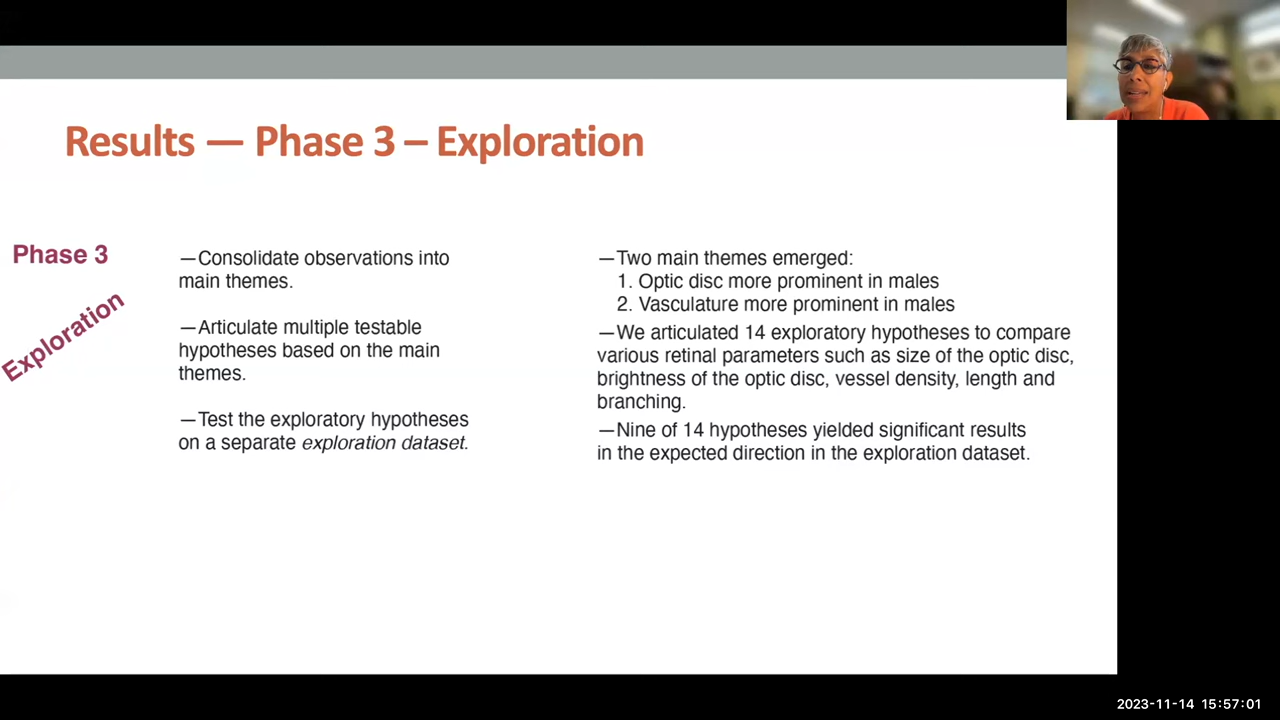 Results — Phase 3 – Exploration
Phase 3
Exploration
—Consolidate observations into
main themes.
—Articulate multiple testable
hypotheses based on the main
themes.
—Test the exploratory hypotheses
on a separate exploration dataset.
—Two main themes emerged:
1. Optic disc more prominent in males
2. Vasculature more prominent in males
—We articulated 14 exploratory hypotheses to compare
various retinal parameters such as size of the optic disc,
brightness of the optic disc, vessel density, length and
branching.
—Nine of 14 hypotheses yielded significant results
in the expected direction in the exploration dataset.
2023-11-14 15:57:01